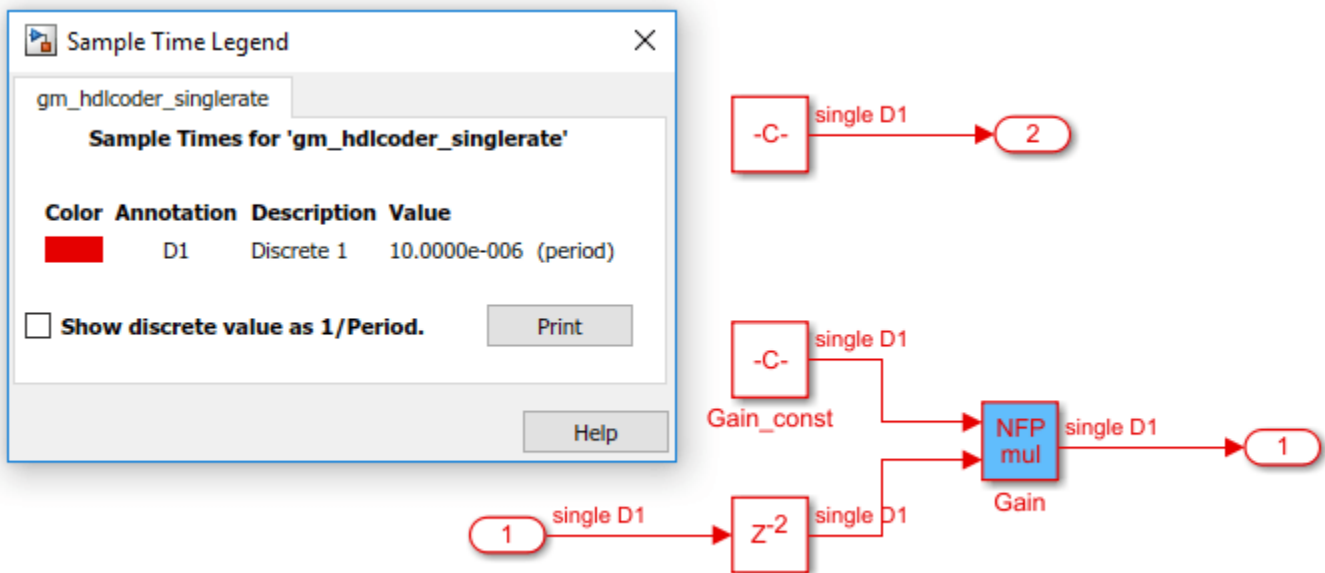 Sample Time Legend
gm_hdlcoder_singlerate
Sample Times for 'gm_hdlcoder_singlerate'
Color Annotation Description Value
D1 Discrete 1 10.0000e-006 (period)
Show discrete value as 1/Period.
Print
Help
-C-
single D1
2
-C-
single D1
Gain_const
NFP
mul
single D1
1
Gain
1
single D1
Z-2
single D1